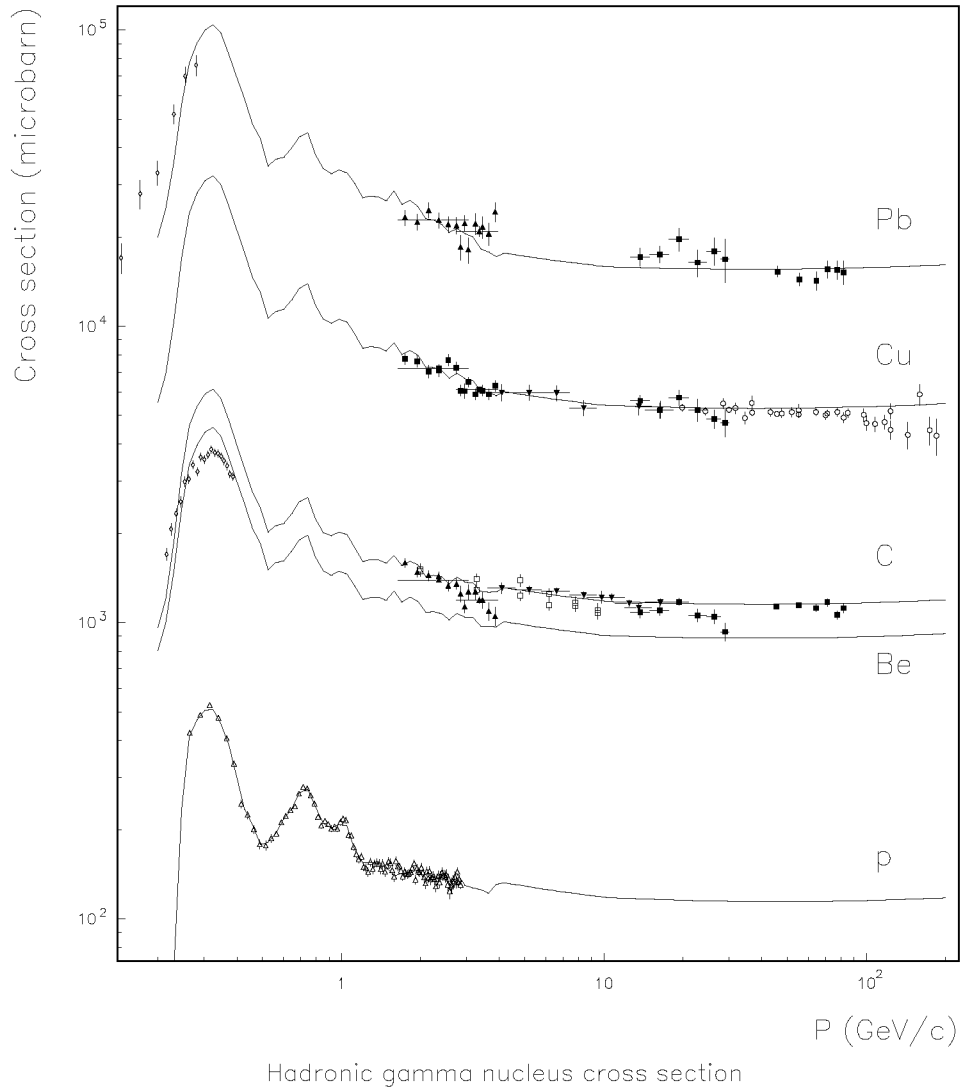 Cross section (microbarn)
10^5
10^4
10^3
10^2
Pb
Cu
C
Be
p
1
10
10^2
P (GeV/c)
Hadronic gamma nucleus cross section